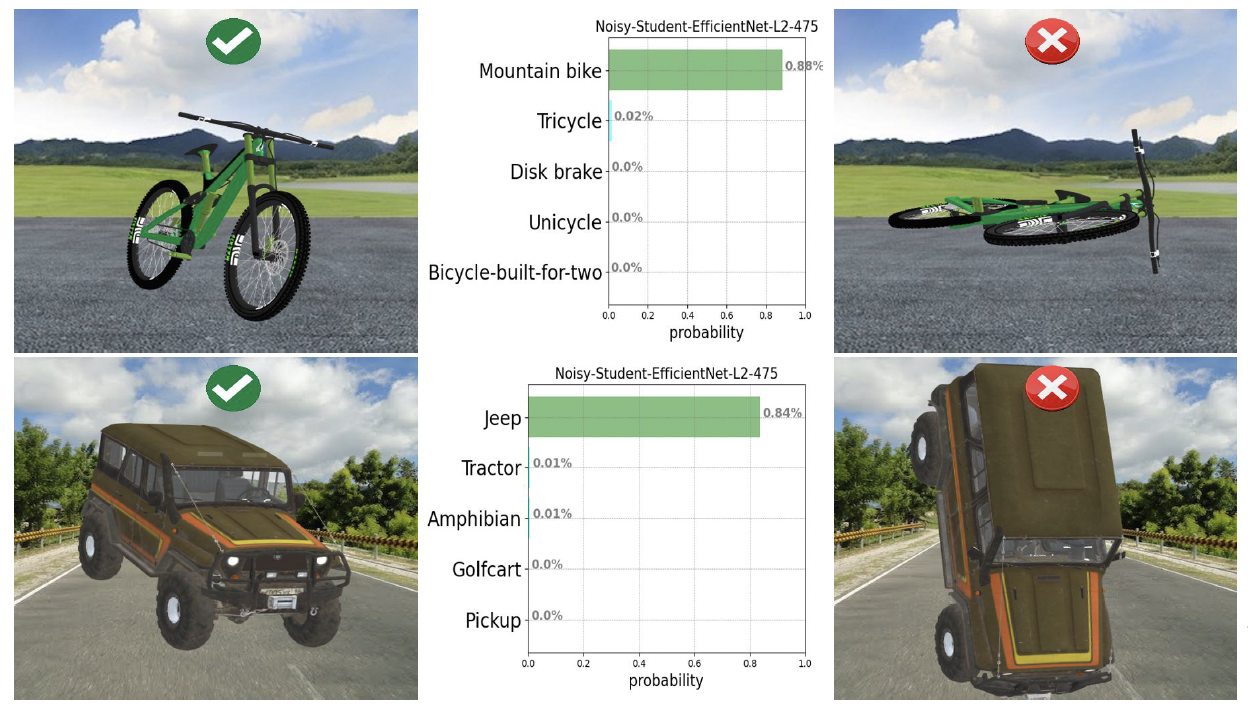 Noisy-Student-EfficientNet-L2-475
Mountain bike
0.88%
Tricycle
0.02%
Disk brake
0.0%
Unicycle
0.0%
Bicycle-built-for-two
0.0%
0.0 0.2 0.4 0.6 0.8 1.0
probability
Noisy-Student-EfficientNet-L2-475
Jeep
0.84%
Tractor
0.01%
Amphibian
0.01%
Golfcart
0.0%
Pickup
0.0%
0.0 0.2 0.4 0.6 0.8 1.0
probability